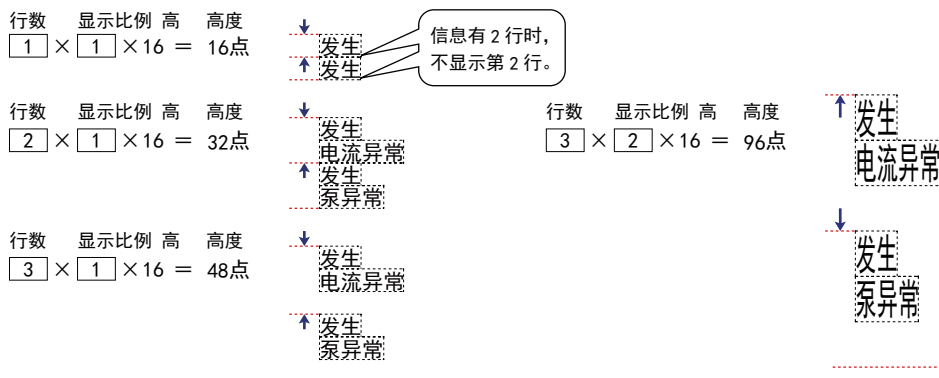 行数 显示比例 高 高度
1 × 1 ×16 = 16点
发生
发生
信息有 2 行时，
不显示第 2 行。
行数 显示比例 高 高度
2 × 1 ×16 = 32点
发生
电流异常
发生
泵异常
行数 显示比例 高 高度
3 × 1 ×16 = 48点
发生
电流异常
发生
泵异常
行数 显示比例 高 高度
3 × 2 ×16 = 96点
发生
电流异常
发生
泵异常